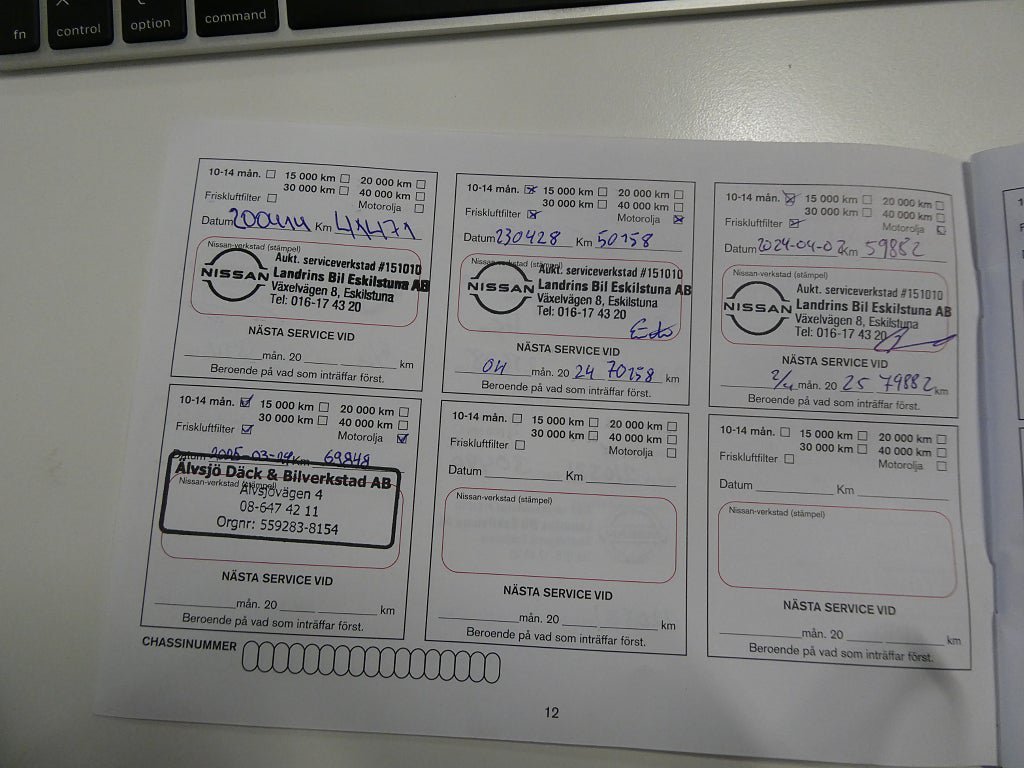 fn
control
option
command
10-14 mån. 15 000 km 20 000 km
30 000 km 40 000 km
Friskluftfilter Motorolja
Datum 200414 Km 41471
Nissan-verkstad (stämpel)
Aukt. serviceverkstad #151010
NISSAN Landrins Bil Eskilstuna AB
Växelvägen 8, Eskilstuna
Tel: 016-17 43 20
NÄSTA SERVICE VID
mån. 20 km
Beroende på vad som inträffar först.
10-14 mån. 15 000 km 20 000 km
30 000 km 40 000 km
Friskluftfilter Motorolja
Datum 230428 Km 50158
Nissan-verkstad (stämpel)
Aukt. serviceverkstad #151010
NISSAN Landrins Bil Eskilstuna AB
Växelvägen 8, Eskilstuna
Tel: 016-17 43 20
NÄSTA SERVICE VID
04 mån. 20 24 70158 km
Beroende på vad som inträffar först.
10-14 mån. 15 000 km 20 000 km
30 000 km 40 000 km
Friskluftfilter Motorolja
Datum 2024-04-02 Km 59882
Nissan-verkstad (stämpel)
Aukt. serviceverkstad #151010
NISSAN Landrins Bil Eskilstuna AB
Växelvägen 8, Eskilstuna
Tel: 016-17 43 20
NÄSTA SERVICE VID
2/4 mån. 20 25 79882 km
Beroende på vad som inträffar först.
10-14 mån. 15 000 km 20 000 km
30 000 km 40 000 km
Friskluftfilter Motorolja
Datum Km 69848
Älvsjö Däck & Bilverkstad AB
Nissan-verkstad (stämpel)
Älvsjövägen 4
08-647 42 11
Orgnr: 559283-8154
NÄSTA SERVICE VID
mån. 20 km
Beroende på vad som inträffar först.
10-14 mån. 15 000 km 20 000 km
30 000 km 40 000 km
Friskluftfilter Motorolja
Datum Km
Nissan-verkstad (stämpel)
NÄSTA SERVICE VID
mån. 20 km
Beroende på vad som inträffar först.
10-14 mån. 15 000 km 20 000 km
30 000 km 40 000 km
Friskluftfilter Motorolja
Datum Km
Nissan-verkstad (stämpel)
NÄSTA SERVICE VID
mån. 20 km
Beroende på vad som inträffar först.
CHASSINUMMER
12